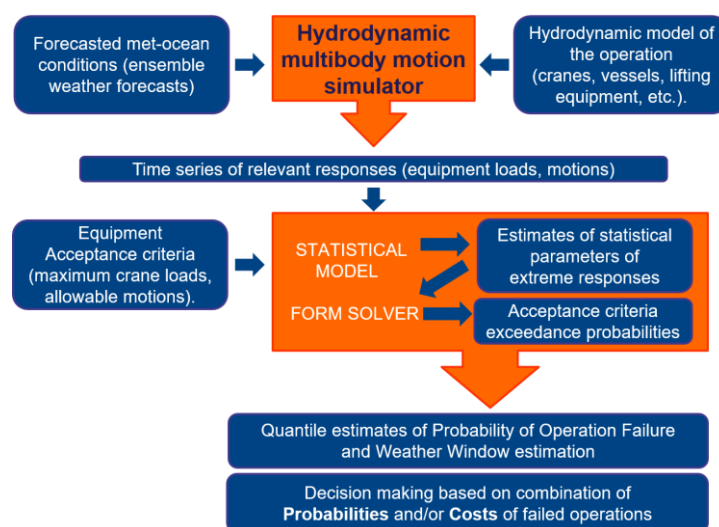 Forecasted met-ocean
conditions (ensemble
weather forecasts)
Hydrodynamic
multibody motion
simulator
Hydrodynamic model of
the operation
(cranes, vessels, lifting
equipment, etc.).
Time series of relevant responses (equipment loads, motions)
Equipment
Acceptance criteria
(maximum crane loads,
allowable motions).
STATISTICAL
MODEL
Estimates of statistical
parameters of
extreme responses
FORM SOLVER
Acceptance criteria
exceedance probabilities
Quantile estimates of Probability of Operation Failure
and Weather Window estimation
Decision making based on combination of
Probabilities and/or Costs of failed operations